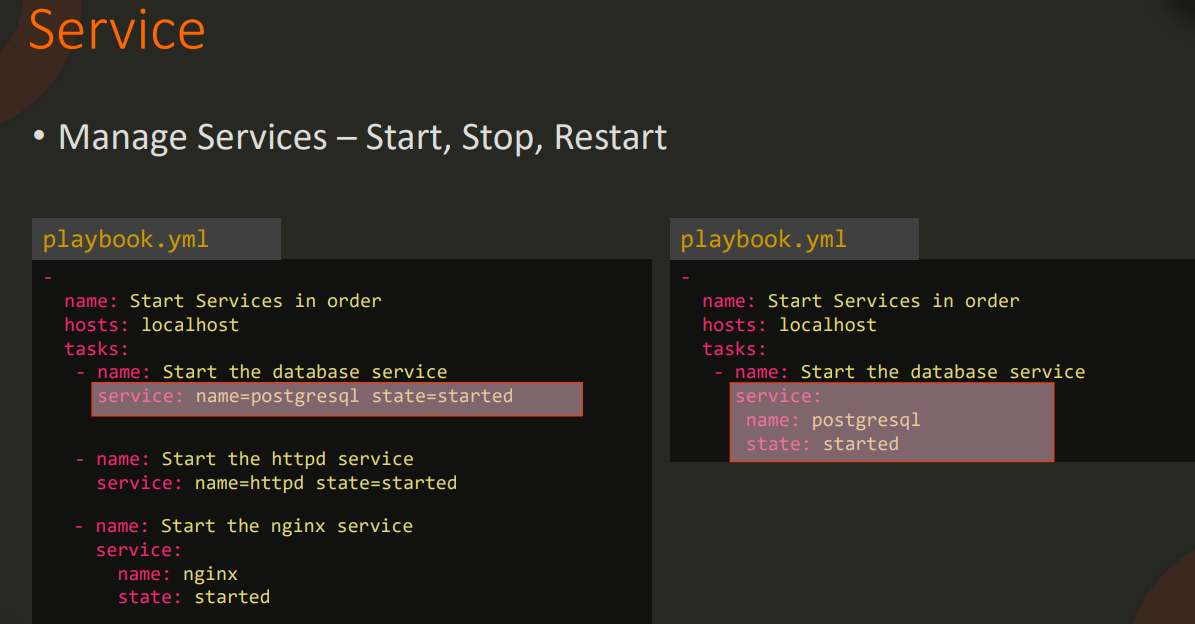 Service
• Manage Services – Start, Stop, Restart
playbook.yml
-
name: Start Services in order
hosts: localhost
tasks:
- name: Start the database service
service: name=postgresql state=started
- name: Start the httpd service
service: name=httpd state=started
- name: Start the nginx service
service:
name: nginx
state: started
playbook.yml
-
name: Start Services in order
hosts: localhost
tasks:
- name: Start the database service
service:
name: postgresql
state: started